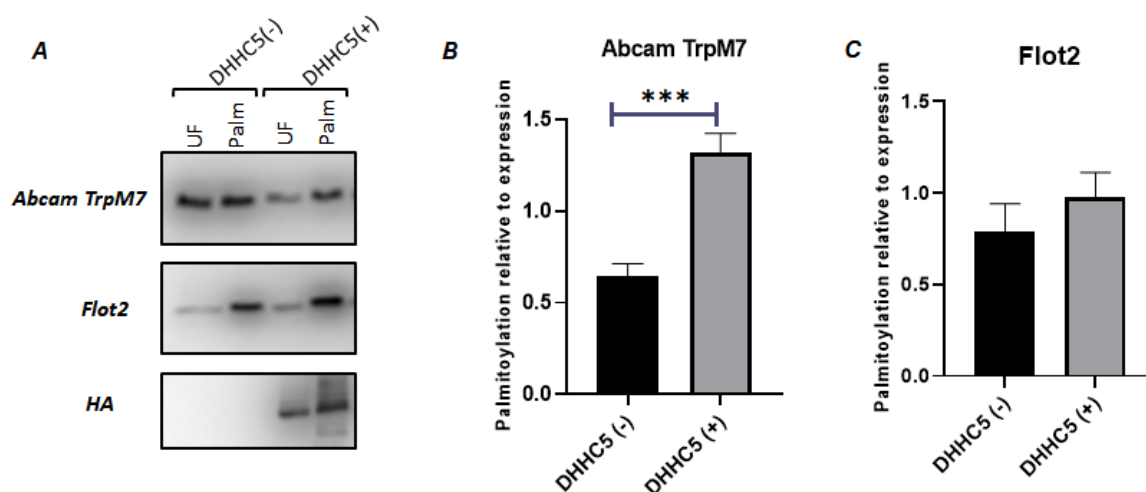 A
DHHC5(-)
DHHC5(+)
UF
Palm
UF
Palm
Abcam TrpM7
Flot2
HA
B
Abcam TrpM7
Palmitoylation relative to expression
1.5
1.0
0.5
0.0
***
DHHC5 (-)
DHHC5 (+)
C
Flot2
Palmitoylation relative to expression
1.5
1.0
0.5
0.0
DHHC5 (-)
DHHC5 (+)